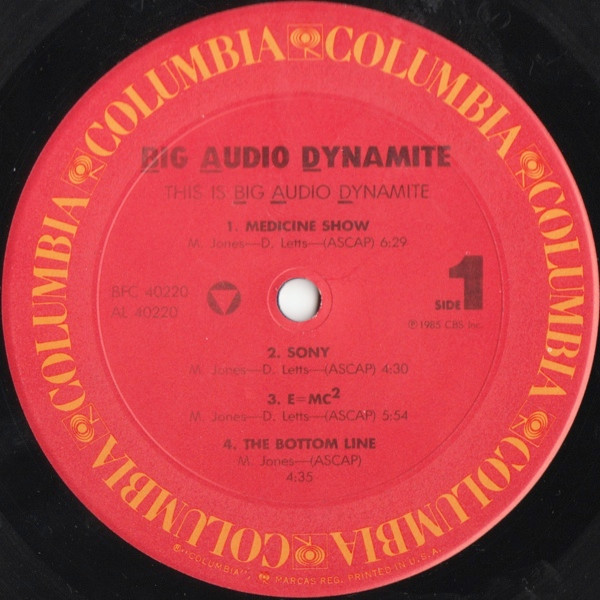 COLUMBIA COLUMBIA COLUMBIA COLUMBIA COLUMBIA COLUMBIA
BIG AUDIO DYNAMITE
THIS IS BIG AUDIO DYNAMITE
1. MEDICINE SHOW
M. Jones—D. Letts—(ASCAP) 6:29
BFC 40220
AL 40220
SIDE 1
℗1985 CBS Inc.
2. SONY
M. Jones—D. Letts—(ASCAP) 4:30
3. E=MC²
M. Jones—D. Letts—(ASCAP) 5:54
4. THE BOTTOM LINE
M. Jones—(ASCAP)
4:35
®"COLUMBIA", MARCAS REG. PRINTED IN U.S.A.